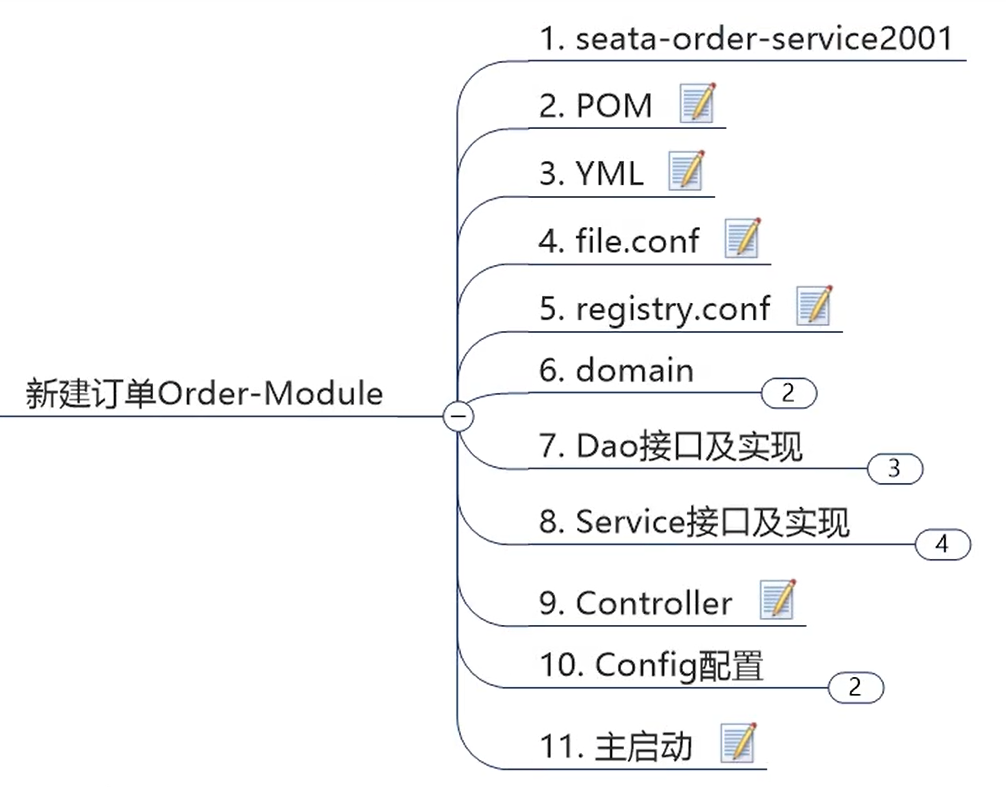 1. seata-order-service2001
2. POM
3. YML
4. file.conf
5. registry.conf
新建订单Order-Module
6. domain
2
7. Dao接口及实现
3
8. Service接口及实现
4
9. Controller
10. Config配置
2
11. 主启动